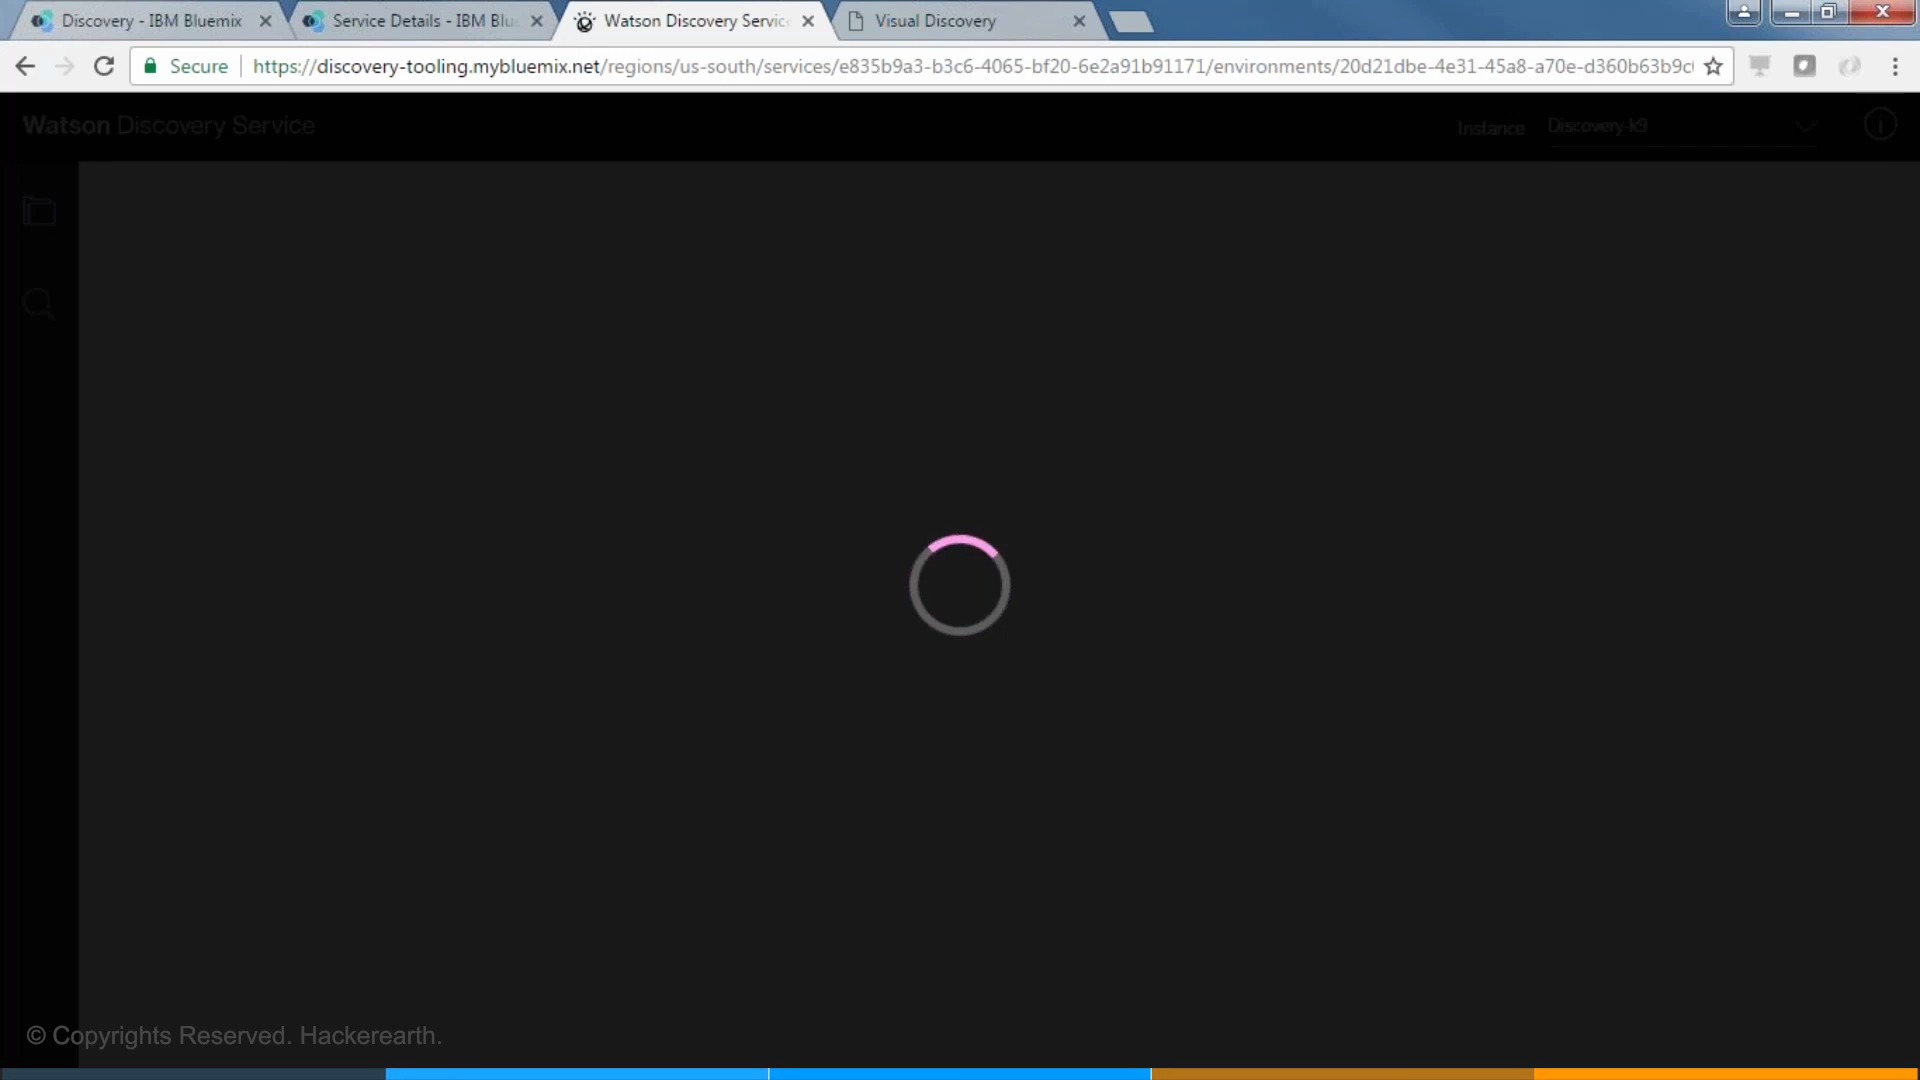 Discovery - IBM Bluemix
Service Details - IBM Blu
Watson Discovery Servic
Visual Discovery
Secure
https://discovery-tooling.mybluemix.net/regions/us-south/services/e835b9a3-b3c6-4065-bf20-6e2a91b91171/environments/20d21dbe-4e31-45a8-a70e-d360b63b9c
Watson Discovery Service
Instance
Discovery-k9
© Copyrights Reserved. Hackerearth.